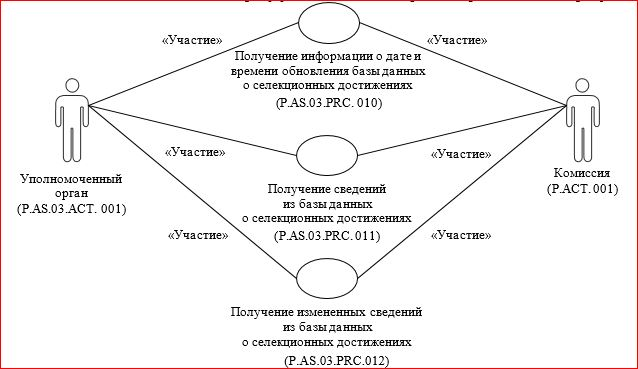 «Участие»
«Участие»
Получение информации о дате и
времени обновления базы данных
о селекционных достижениях
(P.AS.03.PRC. 010)
«Участие»
«Участие»
Уполномоченный
орган
(P.AS.03.ACT. 001)
Комиссия
(P.ACT. 001)
Получение сведений
из базы данных
о селекционных достижениях
(P.AS.03.PRC. 011)
«Участие»
«Участие»
Получение измененных сведений
из базы данных
о селекционных достижениях
(P.AS.03.PRC.012)